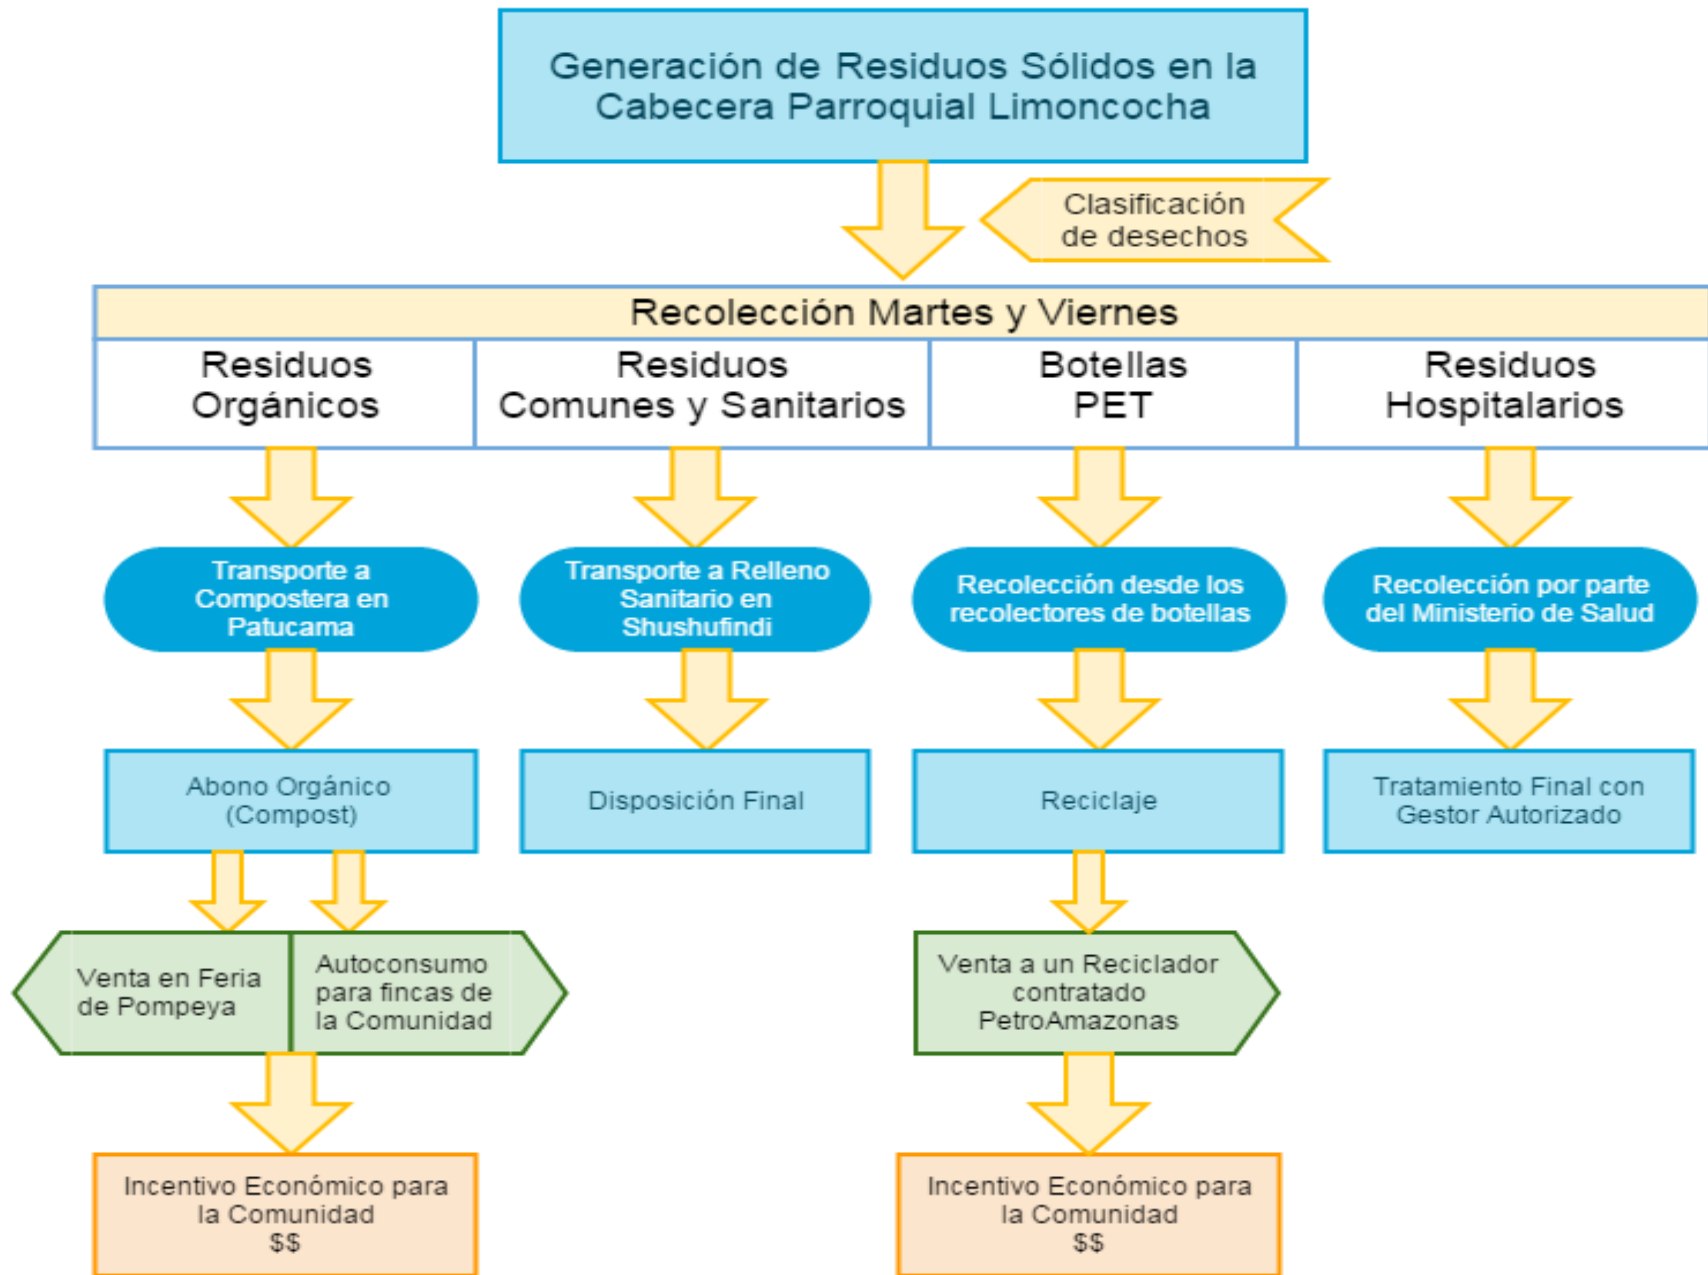 Generación de Residuos Sólidos en la
Cabecera Parroquial Limoncocha
Clasificación
de desechos
Recolección Martes y Viernes
Residuos
Orgánicos
Residuos
Comunes y Sanitarios
Botellas
PET
Residuos
Hospitalarios
Transporte a
Compostera en
Patucama
Transporte a Relleno
Sanitario en
Shushufindi
Recolección desde los
recolectores de botellas
Recolección por parte
del Ministerio de Salud
Abono Orgánico
(Compost)
Disposición Final
Reciclaje
Tratamiento Final con
Gestor Autorizado
Venta en Feria
de Pompeya
Autoconsumo
para fincas de
la Comunidad
Venta a un Reciclador
contratado
PetroAmazonas
Incentivo Económico para
la Comunidad
$$
Incentivo Económico para
la Comunidad
$$